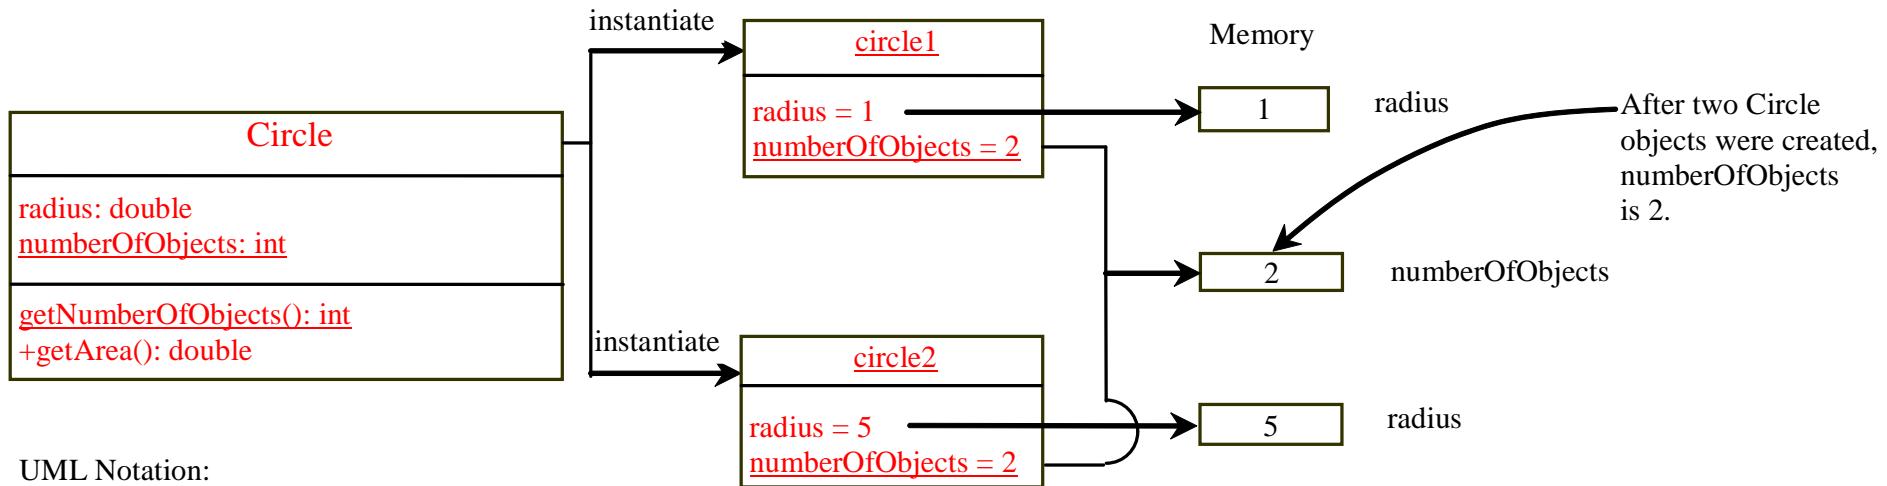 Circle
radius: double
numberOfObjects: int
getNumberOfObjects(): int
+getArea(): double
UML Notation:
instantiate
circle1
radius = 1
numberOfObjects = 2
instantiate
circle2
radius = 5
numberOfObjects = 2
Memory
1 radius
2 numberOfObjects
5 radius
After two Circle
objects were created,
numberOfObjects
is 2.